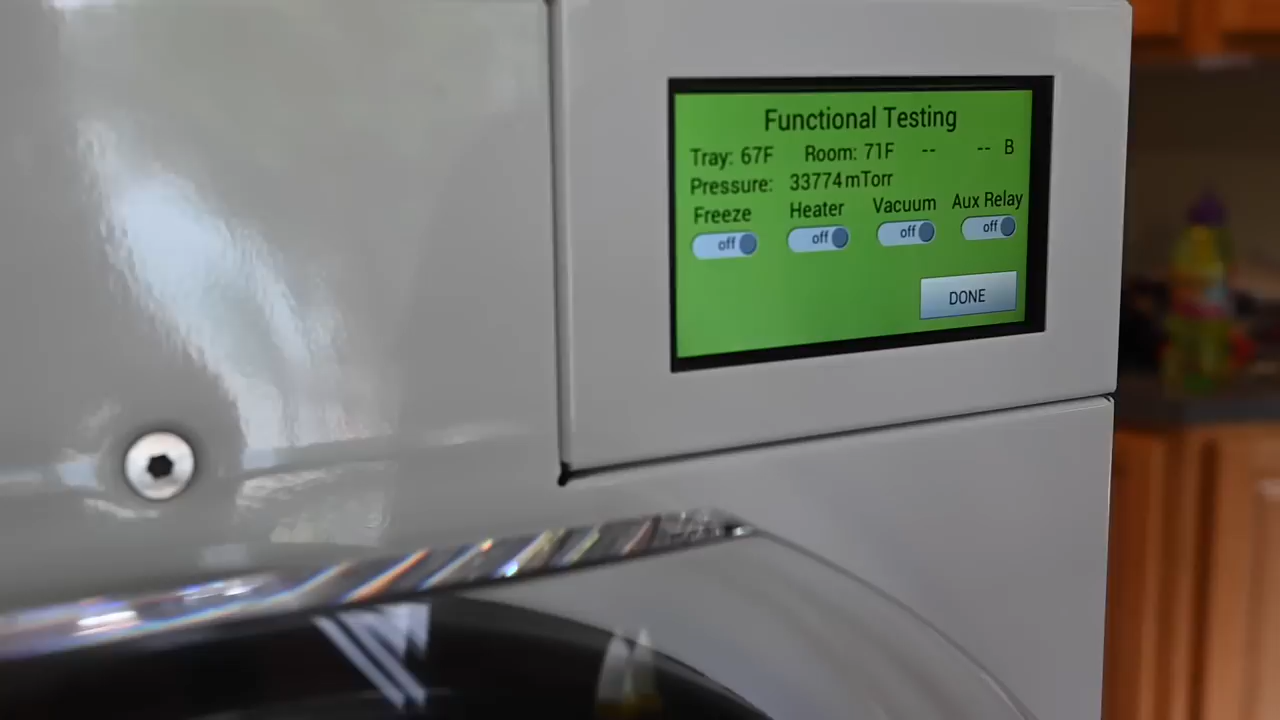 Functional Testing
Tray: 67F Room: 71F -- -- B
Pressure: 33774 mTorr
Freeze Heater Vacuum Aux Relay
off off off off
DONE